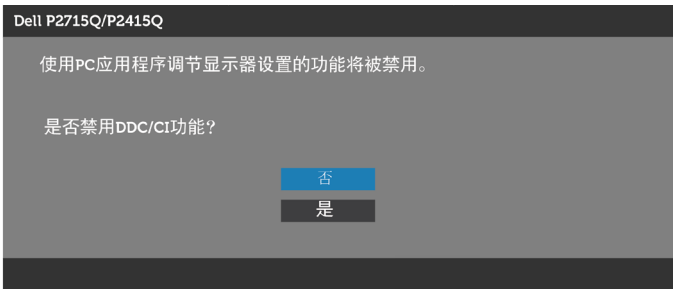 Dell P2715Q/P2415Q
使用PC应用程序调节显示器设置的功能将被禁用。
是否禁用DDC/CI功能?
否
是